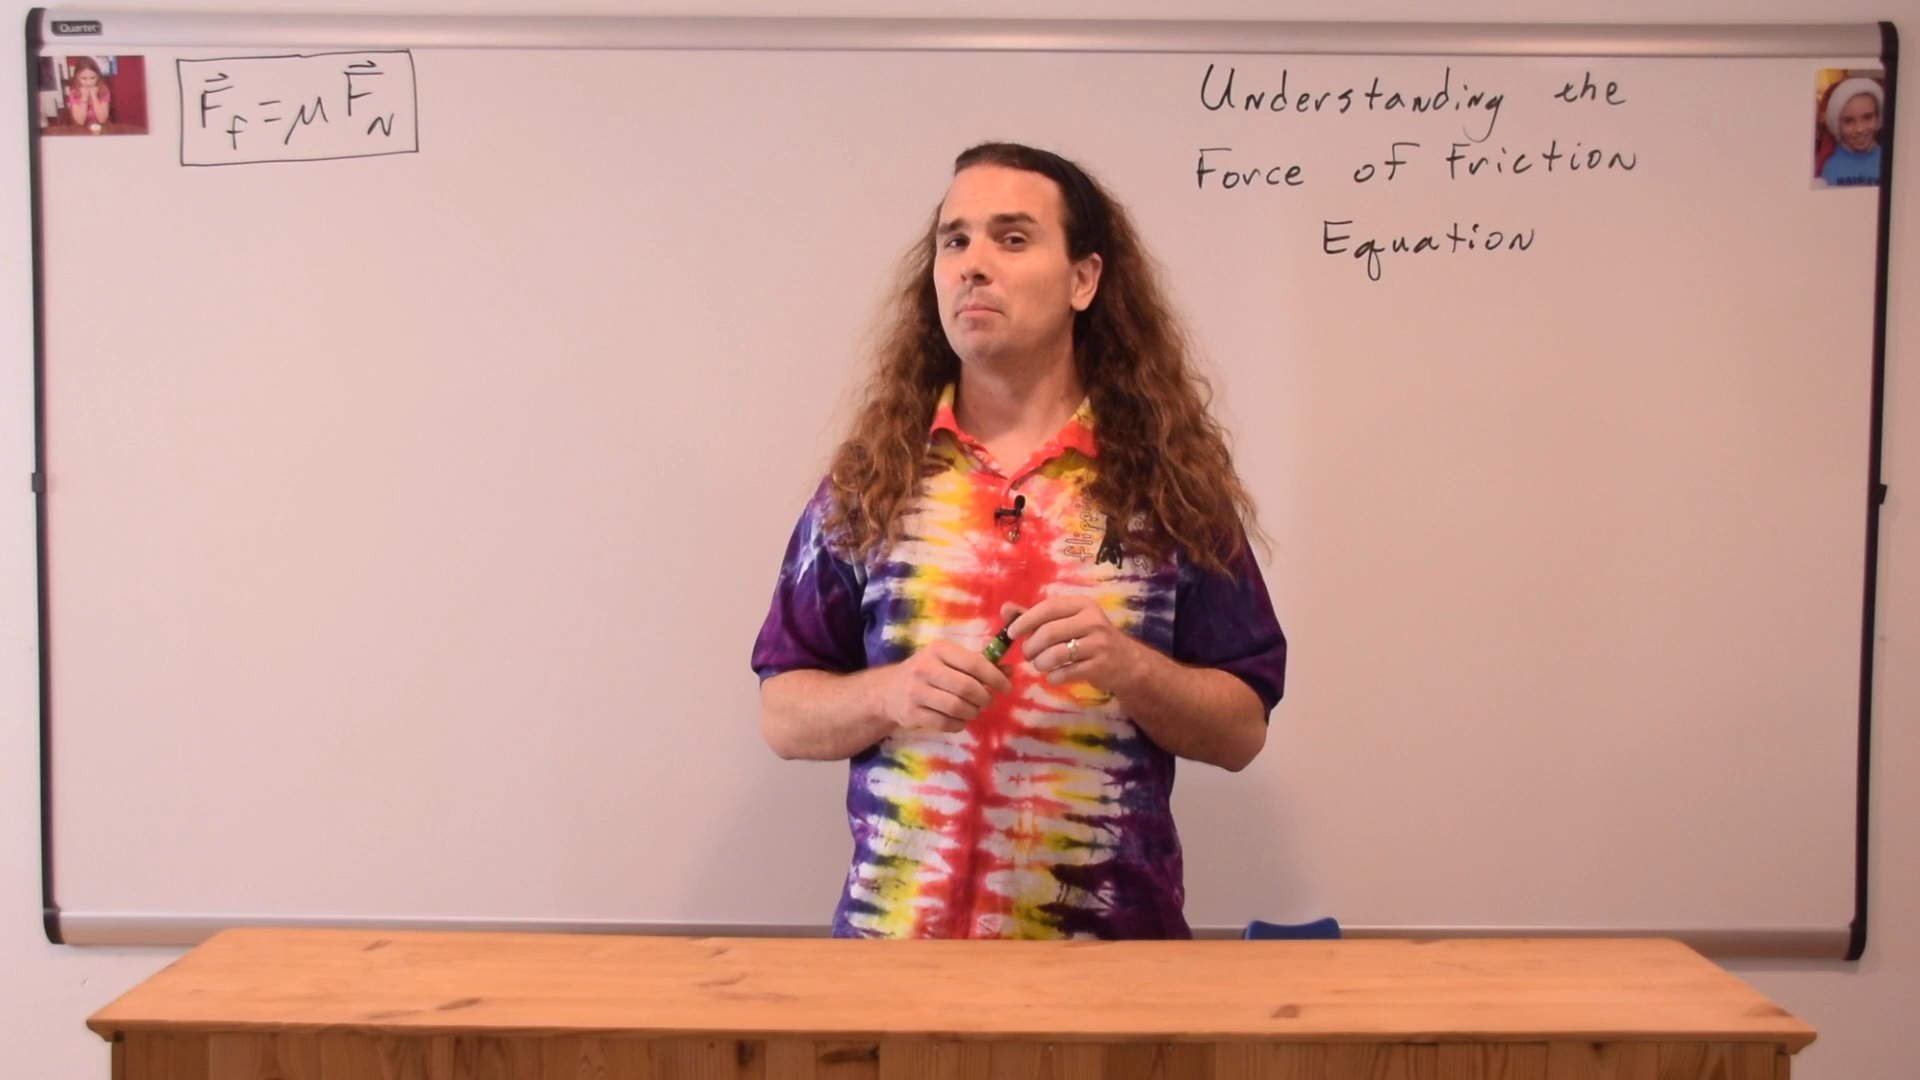 Quartet
F⃗f = μ F⃗N
Understanding the
Force of Friction
Equation